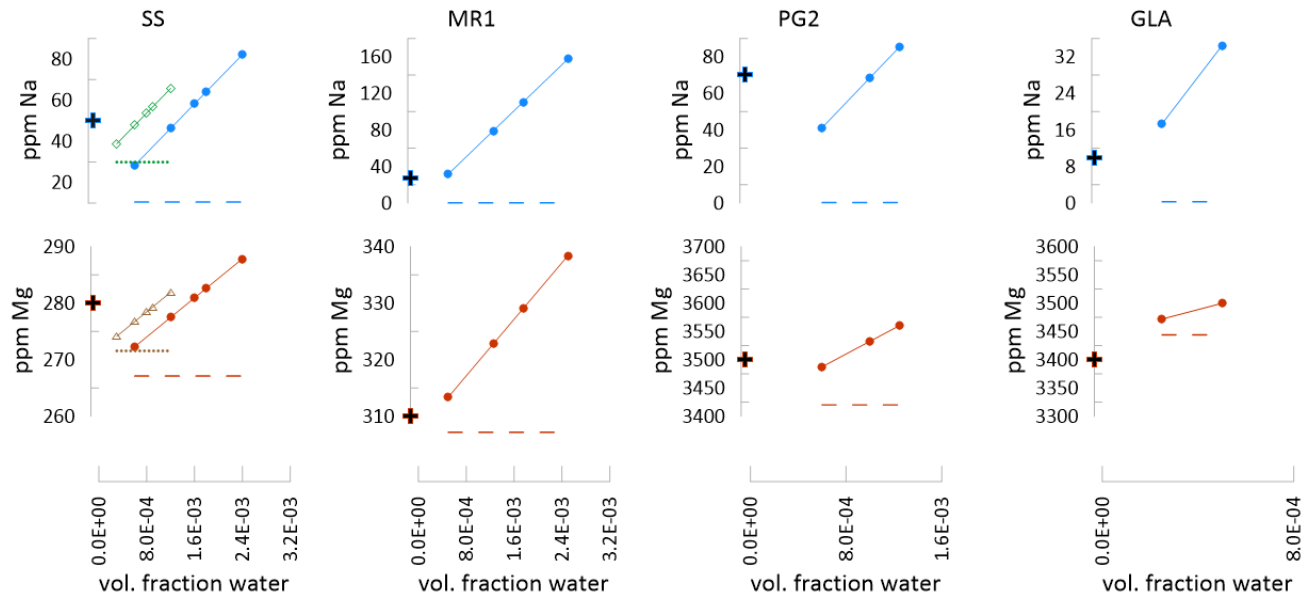 SS MR1 PG2 GLA
ppm Na 80 60 40 20
ppm Na 160 120 80 40 0
ppm Na 80 60 40 20 0
ppm Na 32 24 16 8 0
ppm Mg 290 280 270 260
ppm Mg 340 330 320 310
ppm Mg 3700 3650 3600 3550 3500 3450 3400
ppm Mg 3600 3550 3500 3450 3400 3350 3300
0.0E+00 8.0E-04 1.6E-03 2.4E-03 3.2E-03
0.0E+00 8.0E-04 1.6E-03 2.4E-03 3.2E-03
0.0E+00 8.0E-04 1.6E-03
0.0E+00 8.0E-04
vol. fraction water vol. fraction water vol. fraction water vol. fraction water